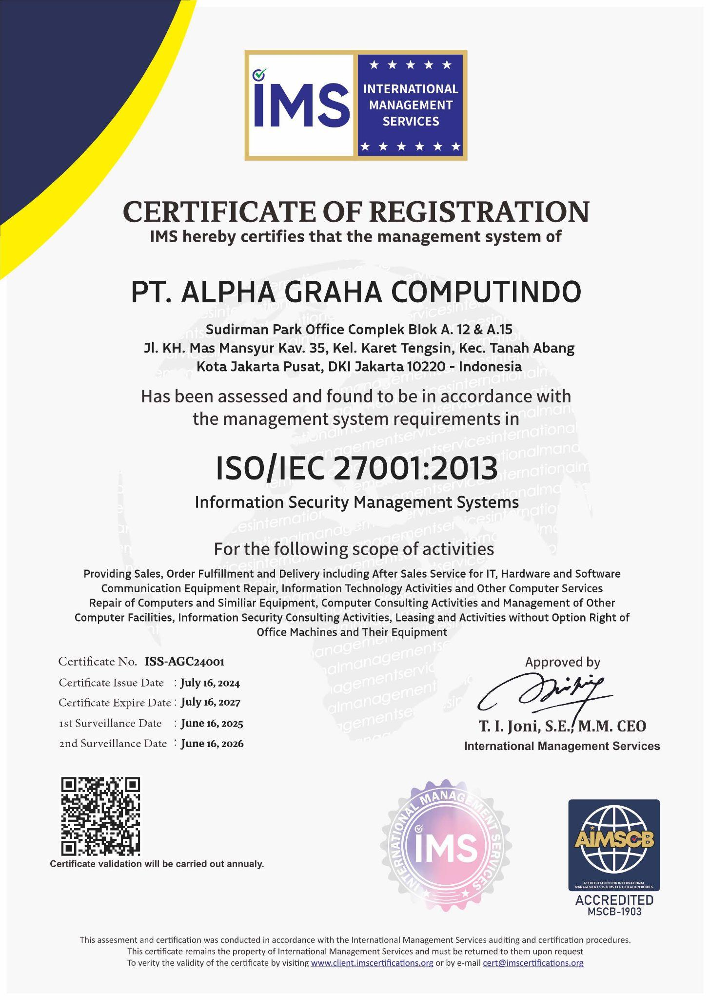 iMS
INTERNATIONAL
MANAGEMENT
SERVICES
CERTIFICATE OF REGISTRATION
IMS hereby certifies that the management system of
PT. ALPHA GRAHA COMPUTINDO
Sudirman Park Office Complek Blok A. 12 & A.15
Jl. KH. Mas Mansyur Kav. 35, Kel. Karet Tengsin, Kec. Tanah Abang
Kota Jakarta Pusat, DKI Jakarta 10220 - Indonesia
Has been assessed and found to be in accordance with
the management system requirements in
ISO/IEC 27001:2013
Information Security Management Systems
For the following scope of activities
Providing Sales, Order Fulfillment and Delivery including After Sales Service for IT, Hardware and Software
Communication Equipment Repair, Information Technology Activities and Other Computer Services
Repair of Computers and Similiar Equipment, Computer Consulting Activities and Management of Other
Computer Facilities, Information Security Consulting Activities, Leasing and Activities without Option Right of
Office Machines and Their Equipment
Certificate No. ISS-AGC24001
Certificate Issue Date : July 16, 2024
Certificate Expire Date : July 16, 2027
1st Surveillance Date : June 16, 2025
2nd Surveillance Date : June 16, 2026
Approved by
T. I. Joni, S.E., M.M. CEO
International Management Services
Certificate validation will be carried out annualy.
INTERNATIONAL MANAGEMENT SERVICES
iMS
AiMSCB
ACCREDITATION FOR INTERNATIONAL
MANAGEMENT SYSTEMS CERTIFICATION BODIES
ACCREDITED
MSCB-1903
This assesment and certification was conducted in accordance with the International Management Services auditing and certification procedures.
This certificate remains the property of International Management Services and must be returned to them upon request
To verity the validity of the certificate by visiting www.client.imscertifications.org or by e-mail cert@imscertifications.org